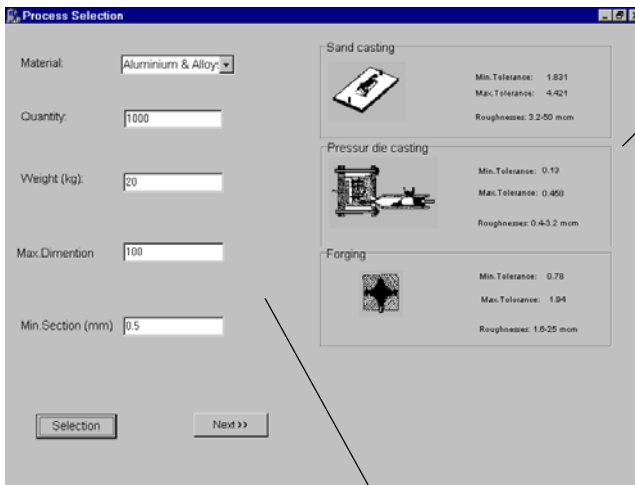 Process Selection
Material:
Aluminium & Alloys
Quantity:
1000
Weight (kg):
20
Max.Dimention
100
Min.Section (mm)
0.5
Selection
Next >>
Sand casting
Min.Tolerance: 1.831
Max.Tolerance: 4.421
Roughnesses: 3.2-50 mcm
Pressur die casting
Min.Tolerance: 0.13
Max.Tolerance: 0.458
Roughnesses: 0.4-3.2 mcm
Forging
Min.Tolerance: 0.78
Max.Tolerance: 1.94
Roughnesses: 1.6-25 mcm